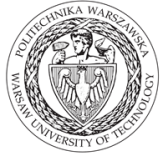 POLITECHNIKA WARSZAWSKA
WARSAW UNIVERSITY OF TECHNOLOGY